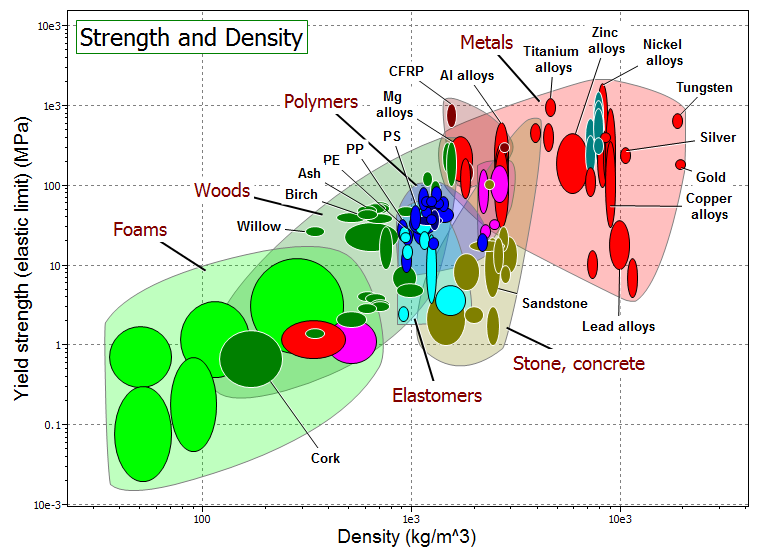 Strength and Density
Metals
Zinc
alloys
Titanium
alloys
Nickel
alloys
CFRP
Al alloys
Tungsten
Polymers
Mg
alloys
PS
PP
Silver
PE
Ash
Gold
Woods
Birch
Copper
alloys
Foams
Willow
Sandstone
Lead alloys
Stone, concrete
Elastomers
Cork
Yield strength (elastic limit) (MPa)
1e3
100
10
1
0.1
10e-3
100
1e3
10e3
Density (kg/m^3)